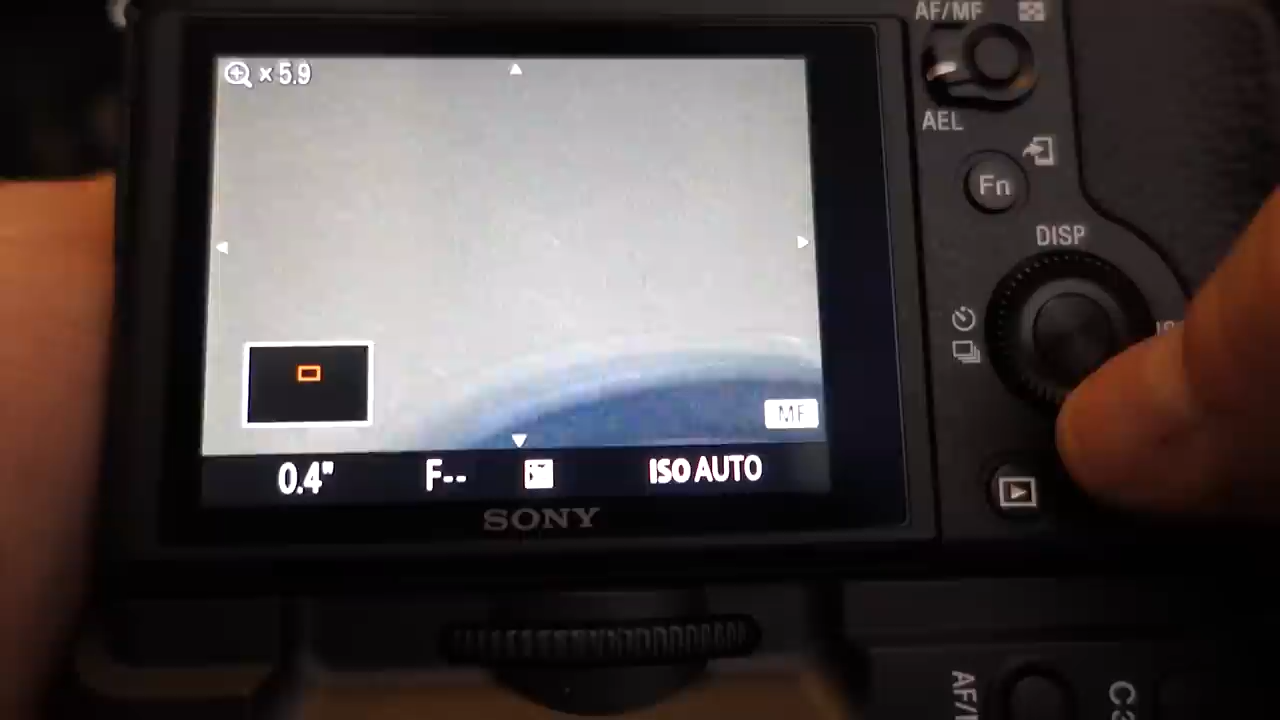 AF/MF
× 5.9
AEL
Fn
DISP
MF
0.4" F-- ISO AUTO
SONY